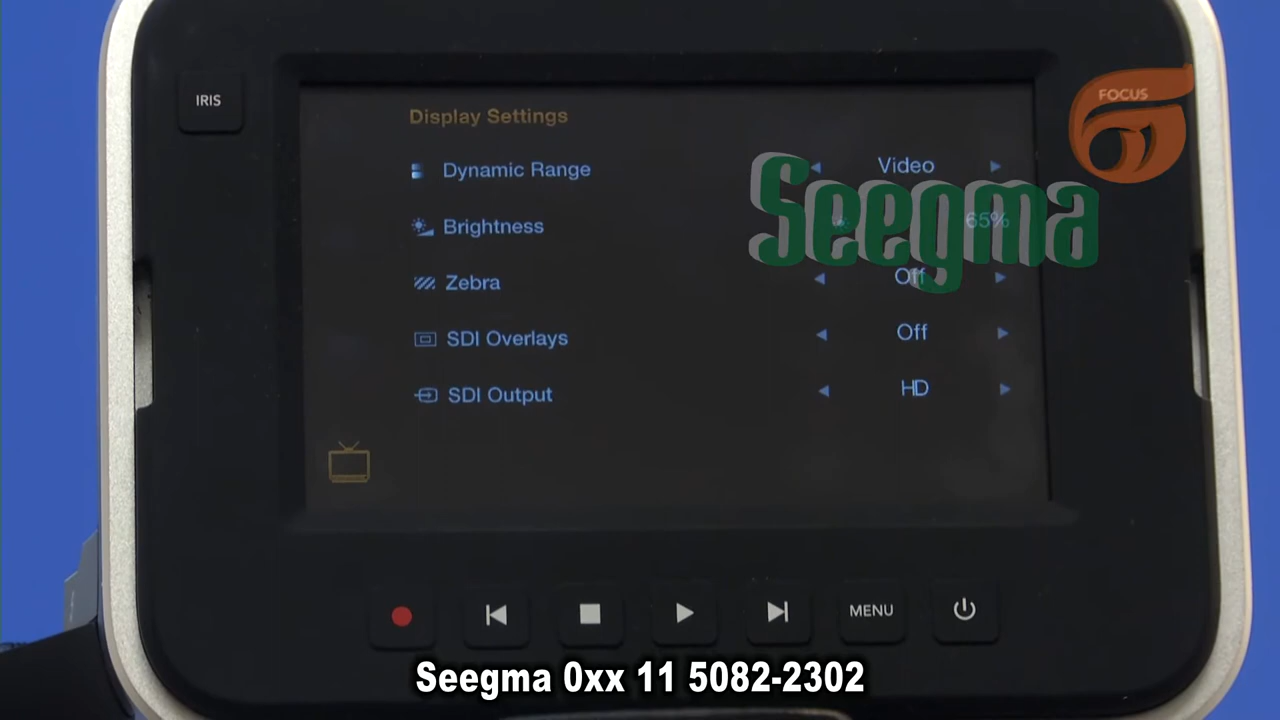 IRIS
FOCUS
Display Settings
Dynamic Range Video
Seegma
Brightness 65%
Zebra Off
SDI Overlays Off
SDI Output HD
MENU
Seegma 0xx 11 5082-2302